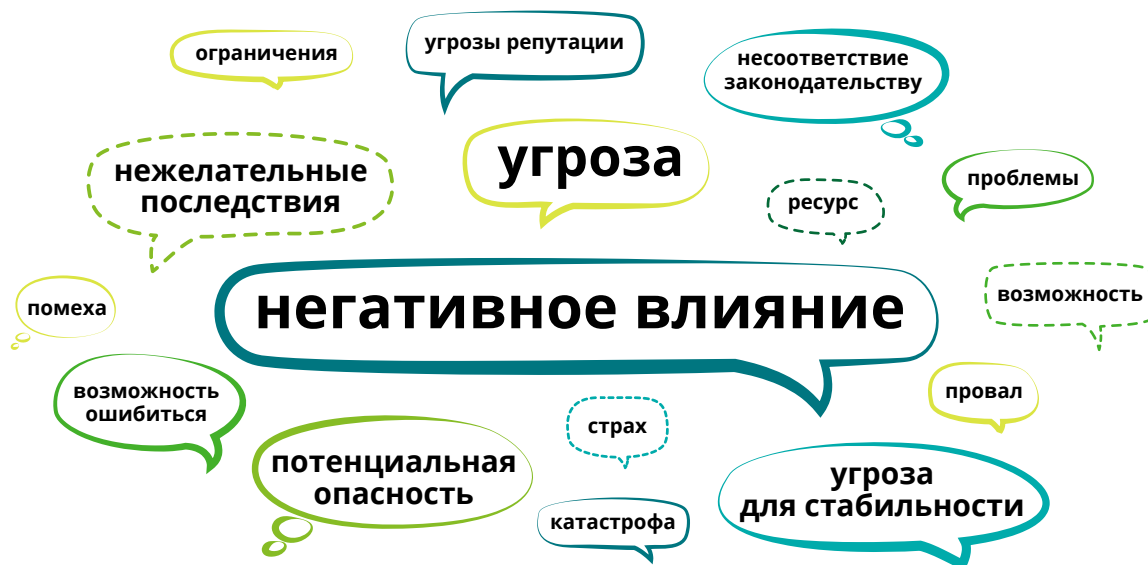 ограничения
угрозы репутации
несоответствие
законодательству
нежелательные
последствия
угроза
ресурс
проблемы
помеха
негативное влияние
возможность
возможность
ошибиться
потенциальная
опасность
страх
катастрофа
провал
угроза
для стабильности